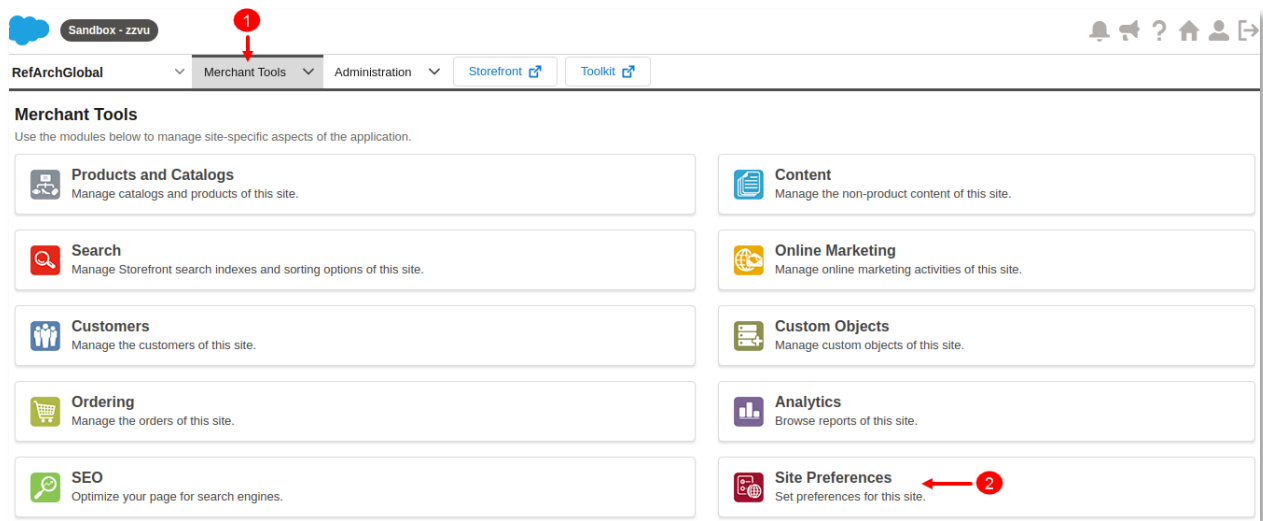 1
Sandbox - zzvu
?
RefArchGlobal Merchant Tools Administration Storefront Toolkit
Merchant Tools
Use the modules below to manage site-specific aspects of the application.
Products and Catalogs
Manage catalogs and products of this site.
Content
Manage the non-product content of this site.
Search
Manage Storefront search indexes and sorting options of this site.
Online Marketing
Manage online marketing activities of this site.
Customers
Manage the customers of this site.
Custom Objects
Manage custom objects of this site.
Ordering
Manage the orders of this site.
Analytics
Browse reports of this site.
SEO
Optimize your page for search engines.
Site Preferences
2
Set preferences for this site.